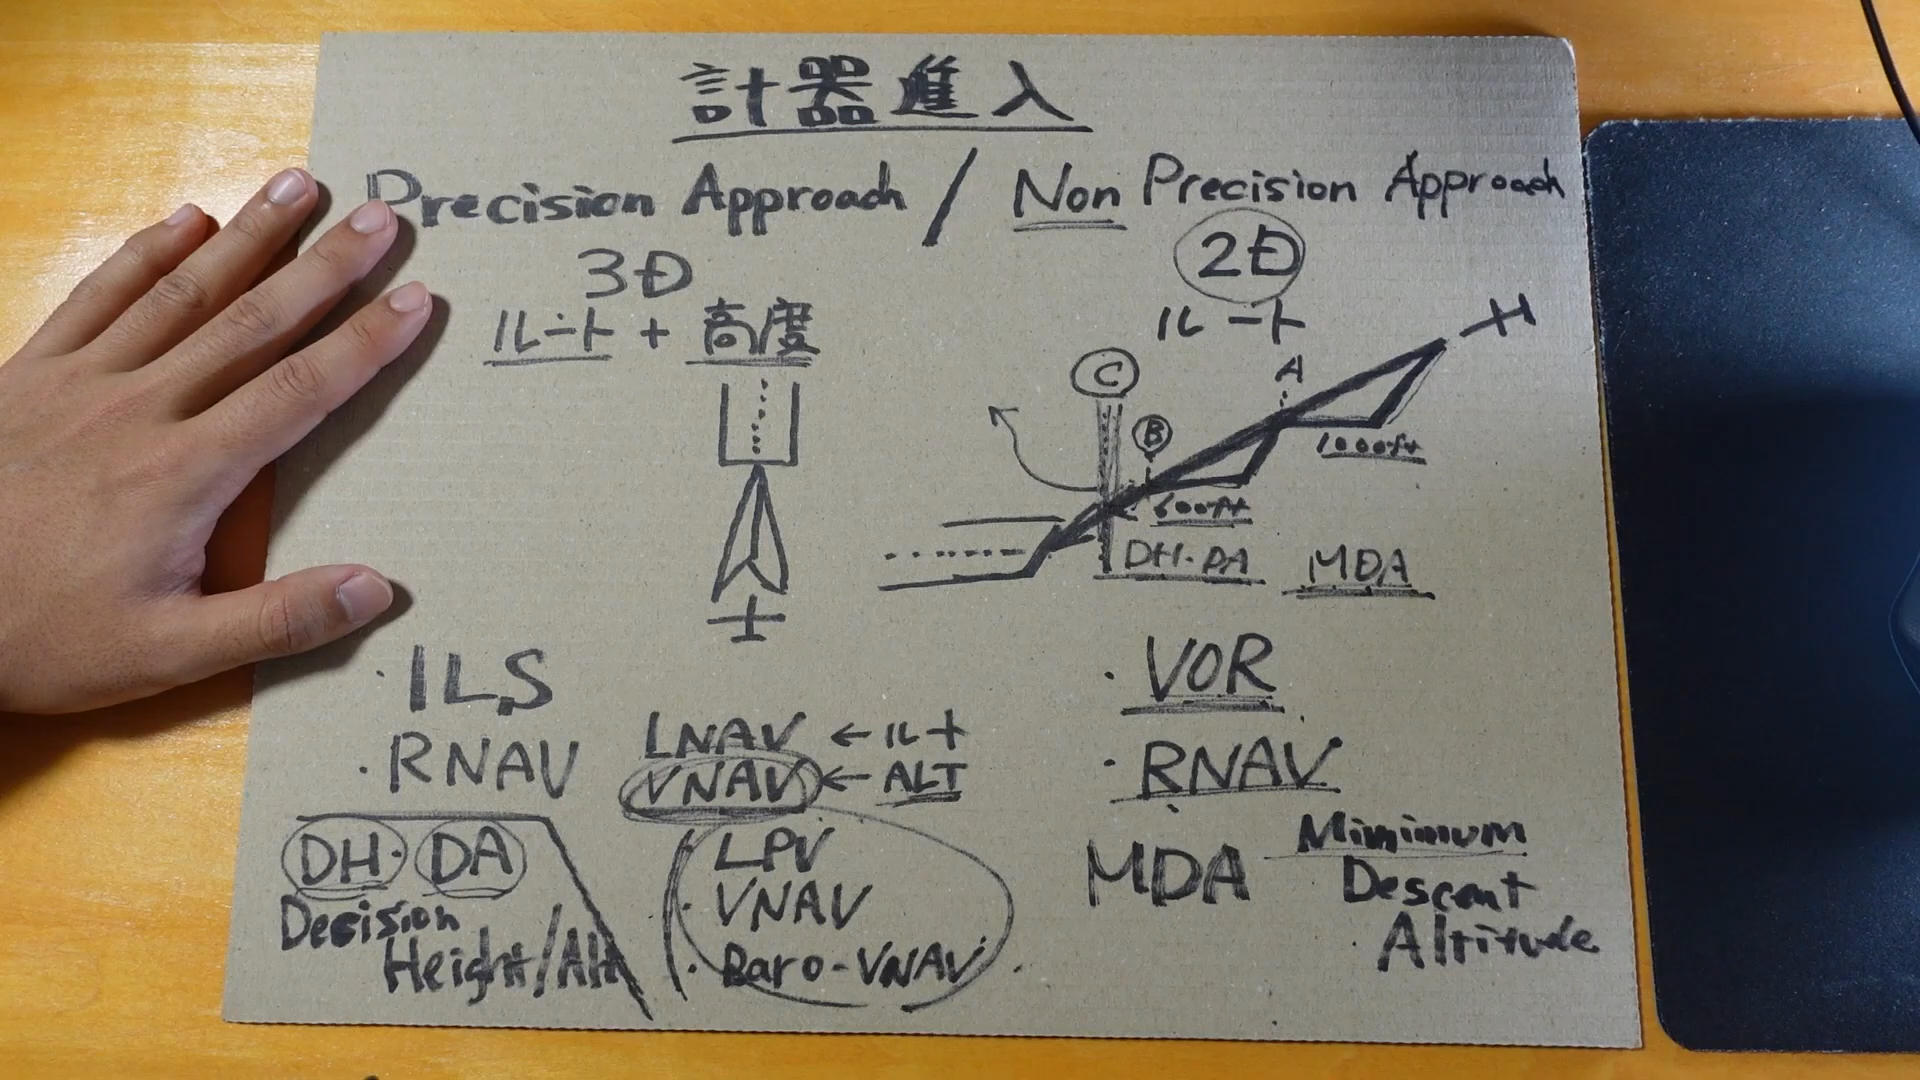 計器進入
Precision Approach / Non Precision Approach
3D
ルート + 高度
2D
ルート
A
C
B
1000ft
600ft
DH・DA
MDA
・ILS
・RNAV
LNAV ← ルート
VNAV ← ALT
DH・DA
Decision
Height/Alt
LPV
・VNAV
・Baro-VNAV
・VOR
・RNAV
MDA
Mimimum
Descent
Altitude